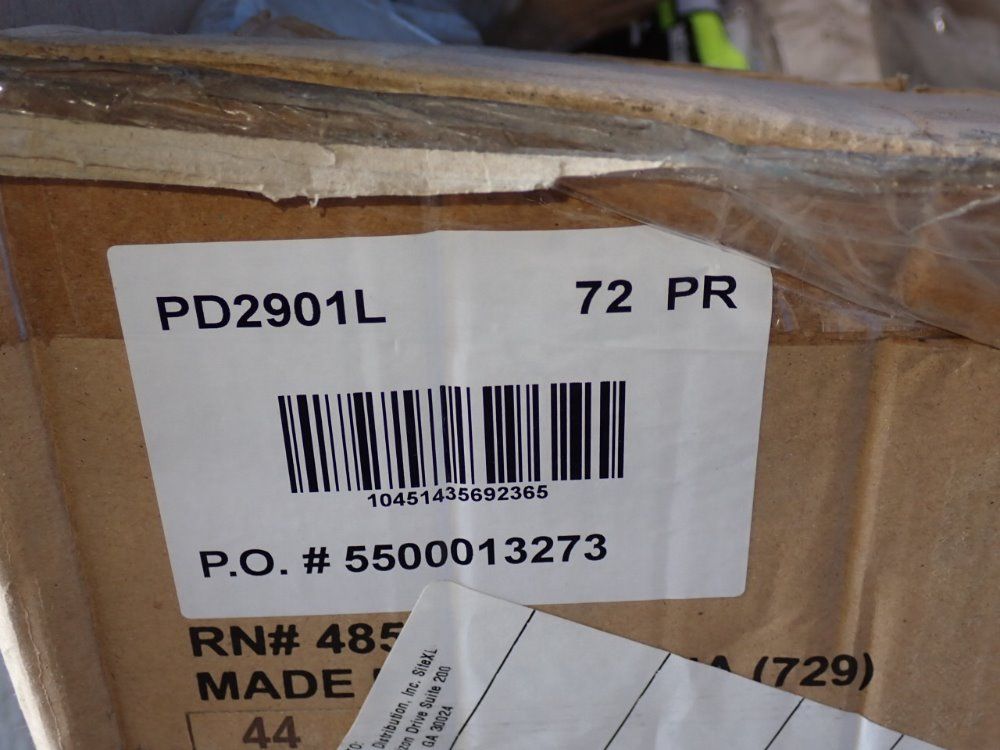 PD2901L 72 PR
10451435692365
P.O. # 5500013273
RN# 485
MADE A (729)
44
Distribution, Inc. SiteXL
Drive Suite 200
GA 30024